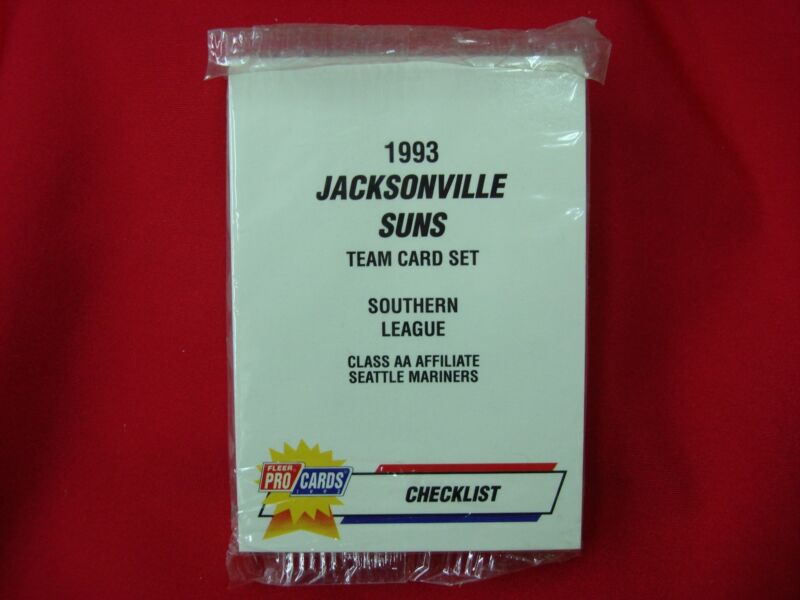 1993
JACKSONVILLE
SUNS
TEAM CARD SET
SOUTHERN
LEAGUE
CLASS AA AFFILIATE
SEATTLE MARINERS
FLEER
PRO CARDS
CHECKLIST